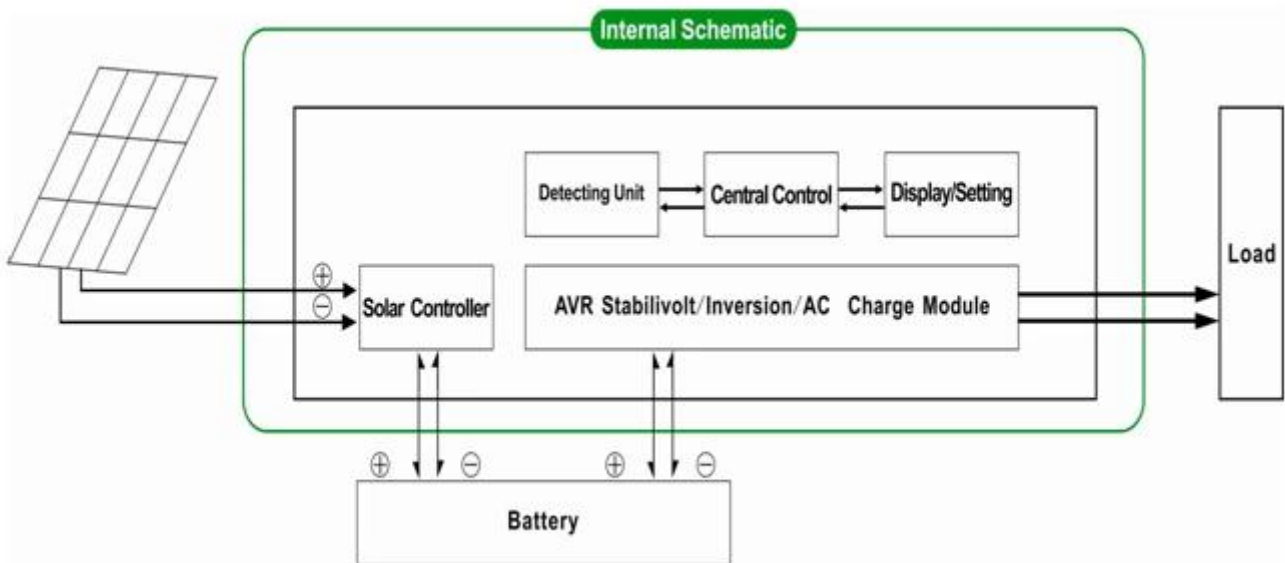 Internal Schematic
Detecting Unit
Central Control
Display/Setting
Load
⊕
⊖
Solar Controller
AVR Stabilivolt/Inversion/AC Charge Module
⊕ ⊖ ⊕ ⊖
Battery